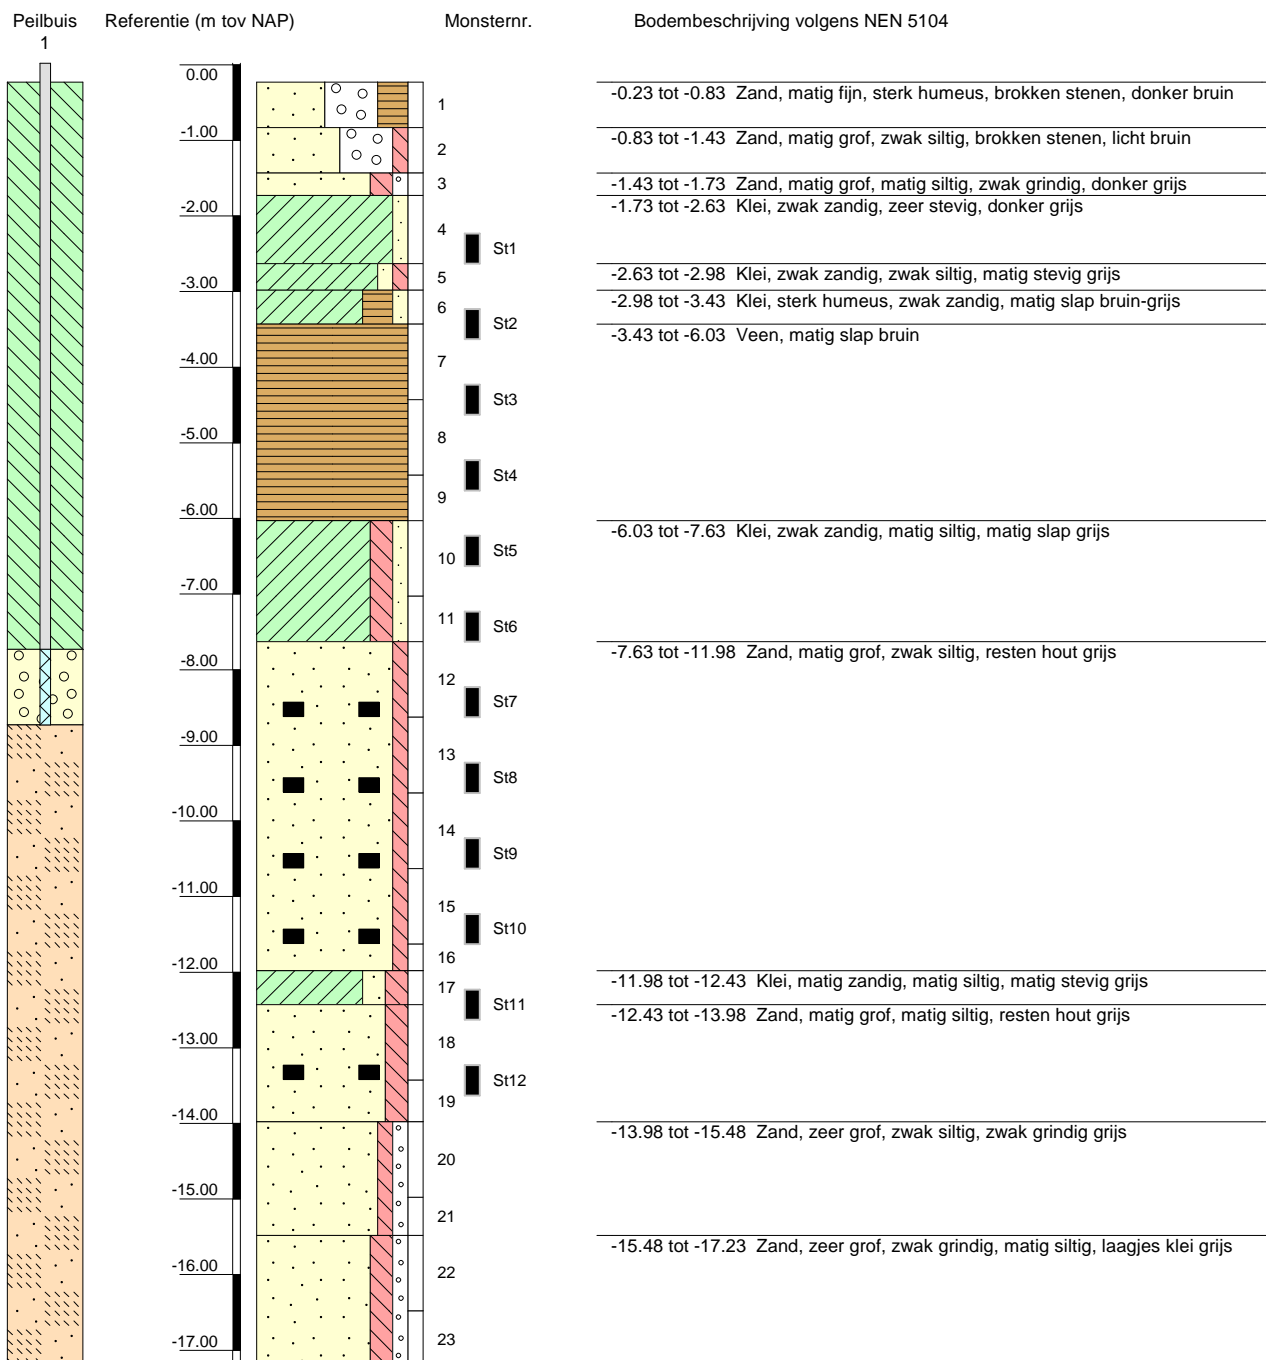 Peilbuis Referentie (m tov NAP) Monsternr. Bodembeschrijving volgens NEN 5104
1
0.00
-0.23 tot -0.83 Zand, matig fijn, sterk humeus, brokken stenen, donker bruin
1
-0.83 tot -1.43 Zand, matig grof, zwak siltig, brokken stenen, licht bruin
-1.00
2
-1.43 tot -1.73 Zand, matig grof, matig siltig, zwak grindig, donker grijs
3
-1.73 tot -2.63 Klei, zwak zandig, zeer stevig, donker grijs
-2.00
4
St1
-2.63 tot -2.98 Klei, zwak zandig, zwak siltig, matig stevig grijs
5
-3.00
-2.98 tot -3.43 Klei, sterk humeus, zwak zandig, matig slap bruin-grijs
6
St2
-3.43 tot -6.03 Veen, matig slap bruin
-4.00
7
St3
8
-5.00
St4
9
-6.00
-6.03 tot -7.63 Klei, zwak zandig, matig siltig, matig slap grijs
St5
10
-7.00
11
St6
-7.63 tot -11.98 Zand, matig grof, zwak siltig, resten hout grijs
-8.00
12
St7
-9.00
13
St8
-10.00
14
St9
-11.00
15
St10
16
-12.00
-11.98 tot -12.43 Klei, matig zandig, matig siltig, matig stevig grijs
17
St11
-12.43 tot -13.98 Zand, matig grof, matig siltig, resten hout grijs
-13.00
18
St12
19
-14.00
-13.98 tot -15.48 Zand, zeer grof, zwak siltig, zwak grindig grijs
20
-15.00
21
-15.48 tot -17.23 Zand, zeer grof, zwak grindig, matig siltig, laagjes klei grijs
-16.00
22
-17.00
23